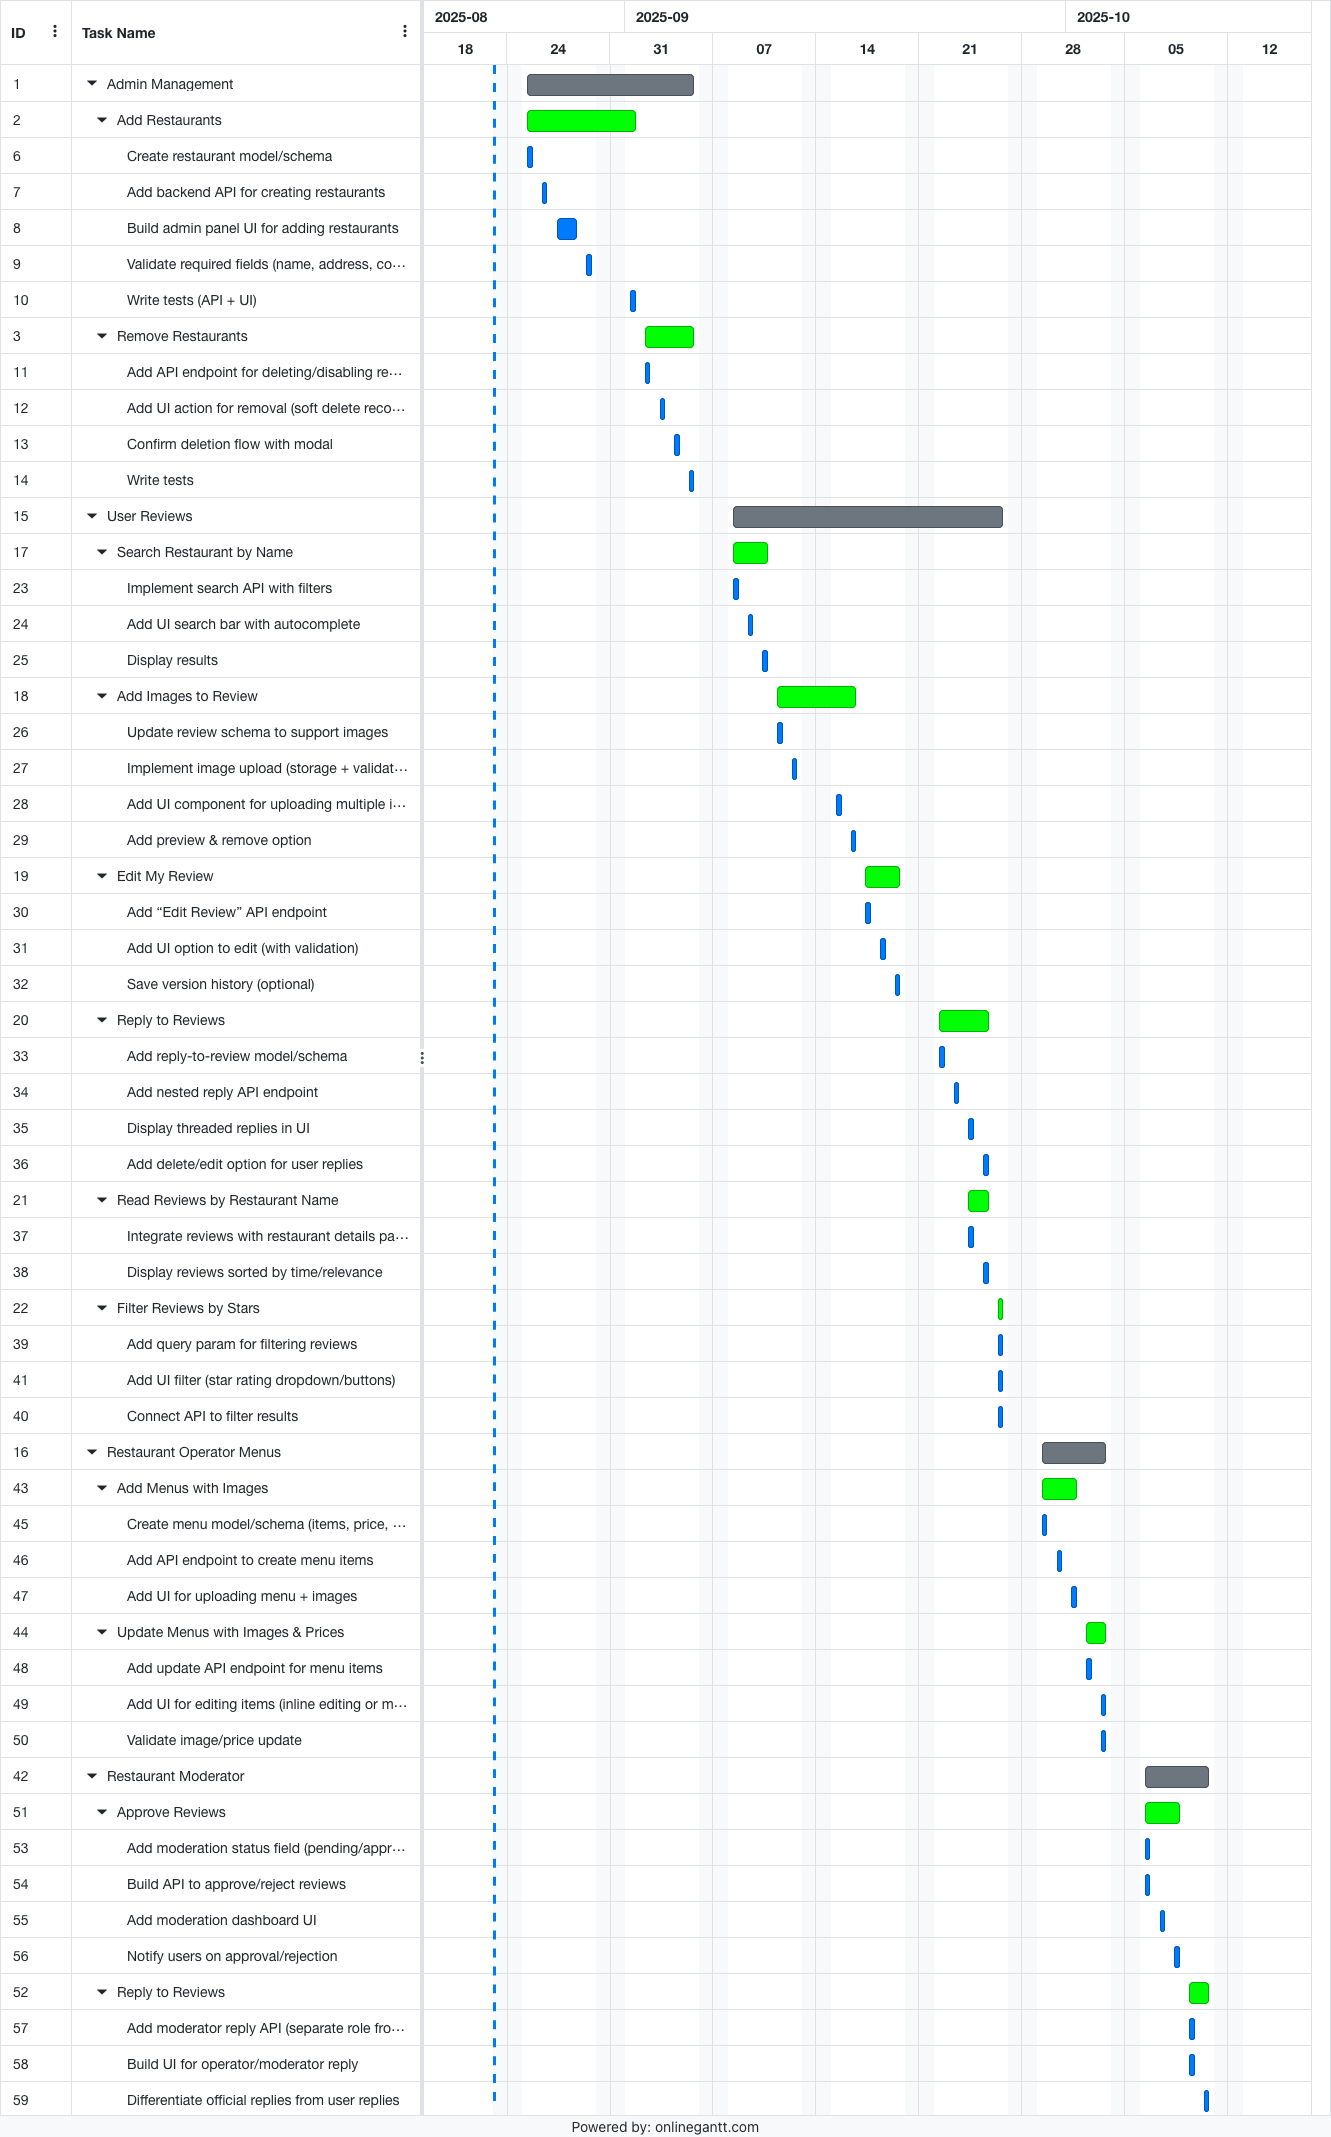 ID Task Name 2025-08 2025-09 2025-10
18 24 31 07 14 21 28 05 12
1 Admin Management
2 Add Restaurants
6 Create restaurant model/schema
7 Add backend API for creating restaurants
8 Build admin panel UI for adding restaurants
9 Validate required fields (name, address, co···
10 Write tests (API + UI)
3 Remove Restaurants
11 Add API endpoint for deleting/disabling re···
12 Add UI action for removal (soft delete reco···
13 Confirm deletion flow with modal
14 Write tests
15 User Reviews
17 Search Restaurant by Name
23 Implement search API with filters
24 Add UI search bar with autocomplete
25 Display results
18 Add Images to Review
26 Update review schema to support images
27 Implement image upload (storage + validat···
28 Add UI component for uploading multiple i···
29 Add preview & remove option
19 Edit My Review
30 Add “Edit Review” API endpoint
31 Add UI option to edit (with validation)
32 Save version history (optional)
20 Reply to Reviews
33 Add reply-to-review model/schema
34 Add nested reply API endpoint
35 Display threaded replies in UI
36 Add delete/edit option for user replies
21 Read Reviews by Restaurant Name
37 Integrate reviews with restaurant details pa···
38 Display reviews sorted by time/relevance
22 Filter Reviews by Stars
39 Add query param for filtering reviews
41 Add UI filter (star rating dropdown/buttons)
40 Connect API to filter results
16 Restaurant Operator Menus
43 Add Menus with Images
45 Create menu model/schema (items, price, ···
46 Add API endpoint to create menu items
47 Add UI for uploading menu + images
44 Update Menus with Images & Prices
48 Add update API endpoint for menu items
49 Add UI for editing items (inline editing or m···
50 Validate image/price update
42 Restaurant Moderator
51 Approve Reviews
53 Add moderation status field (pending/appr···
54 Build API to approve/reject reviews
55 Add moderation dashboard UI
56 Notify users on approval/rejection
52 Reply to Reviews
57 Add moderator reply API (separate role fro···
58 Build UI for operator/moderator reply
59 Differentiate official replies from user replies
Powered by: onlinegantt.com